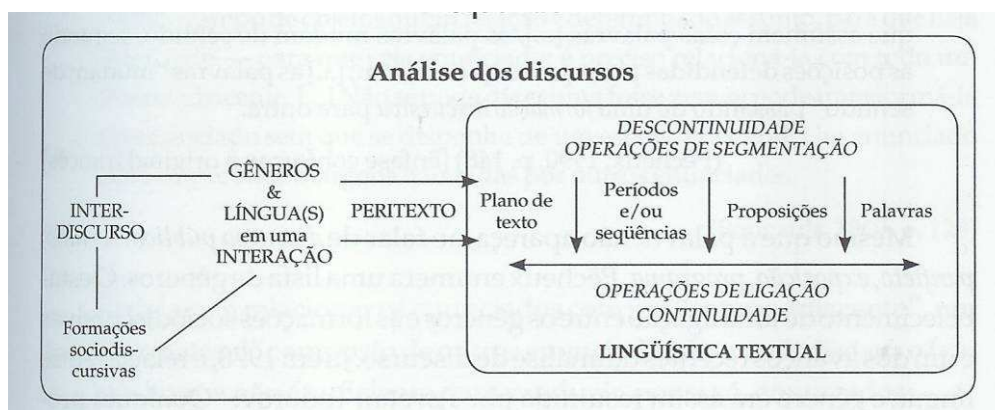 Análise dos discursos
DESCONTINUIDADE
OPERAÇÕES DE SEGMENTAÇÃO
INTER-
DISCURSO
Formações
sociodis-
cursivas
GÊNEROS
&
LÍNGUA(S)
em uma
INTERAÇÃO
PERITEXTO
Plano de
texto
Períodos
e/ou
seqüências
Proposições
Palavras
OPERAÇÕES DE LIGAÇÃO
CONTINUIDADE
LINGÜÍSTICA TEXTUAL